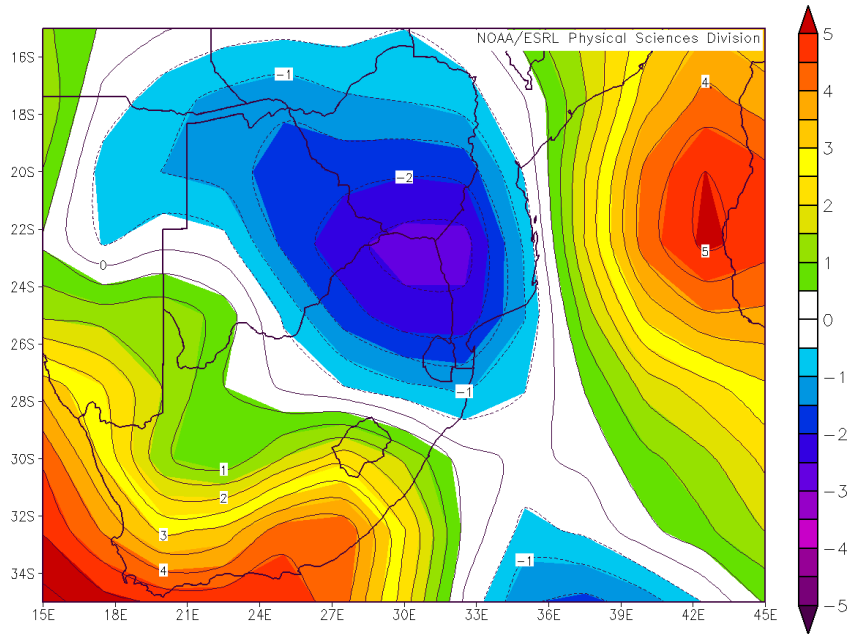 NOAA/ESRL Physical Sciences Division
16S
18S
20S
22S
24S
26S
28S
30S
32S
34S
15E 18E 21E 24E 27E 30E 33E 36E 39E 42E 45E
-1
-2
4
5
0
-1
1
2
3
4
-1
5
4
3
2
1
0
-1
-2
-3
-4
-5